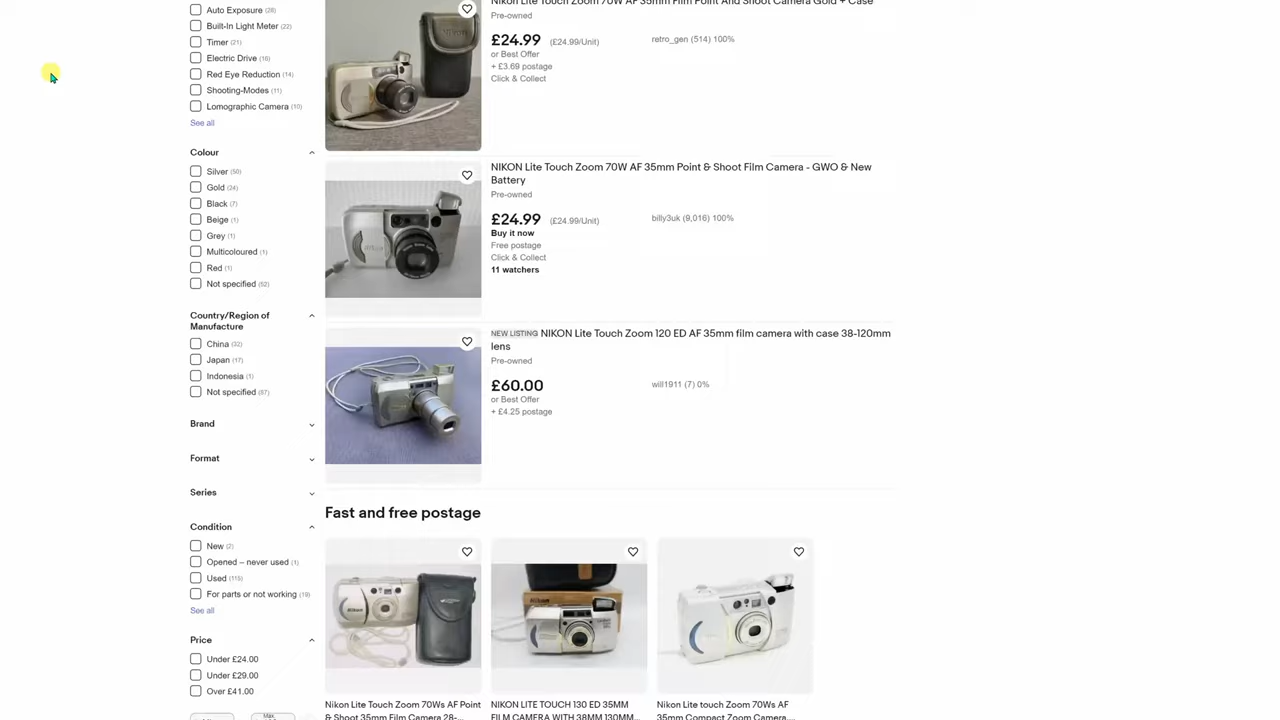 Auto Exposure (28)
Built-In Light Meter (22)
Timer (21)
Electric Drive (16)
Red Eye Reduction (14)
Shooting-Modes (11)
Lomographic Camera (10)
See all
Colour
Silver (50)
Gold (24)
Black (7)
Beige (1)
Grey (1)
Multicoloured (1)
Red (1)
Not specified (52)
Country/Region of
Manufacture
China (32)
Japan (17)
Indonesia (1)
Not specified (87)
Brand
Format
Series
Condition
New (2)
Opened – never used (1)
Used (115)
For parts or not working (19)
See all
Price
Under £24.00
Under £29.00
Over £41.00
Max
Nikon Lite Touch Zoom 70W AF 35mm Film Point And Shoot Camera Gold + Case
Pre-owned
£24.99 (£24.99/Unit)
retro_gen (514) 100%
or Best Offer
+ £3.69 postage
Click & Collect
NIKON Lite Touch Zoom 70W AF 35mm Point & Shoot Film Camera - GWO & New
Battery
Pre-owned
£24.99 (£24.99/Unit)
billy3uk (9,016) 100%
Buy it now
Free postage
Click & Collect
11 watchers
NEW LISTING NIKON Lite Touch Zoom 120 ED AF 35mm film camera with case 38-120mm
lens
Pre-owned
£60.00
will1911 (7) 0%
or Best Offer
+ £4.25 postage
Fast and free postage
Nikon Lite Touch Zoom 70Ws AF Point
& Shoot 35mm Film Camera 28-...
NIKON LITE TOUCH 130 ED 35MM
FILM CAMERA WITH 38MM 130MM...
Nikon Lite touch Zoom 70Ws AF
35mm Compact Zoom Camera....